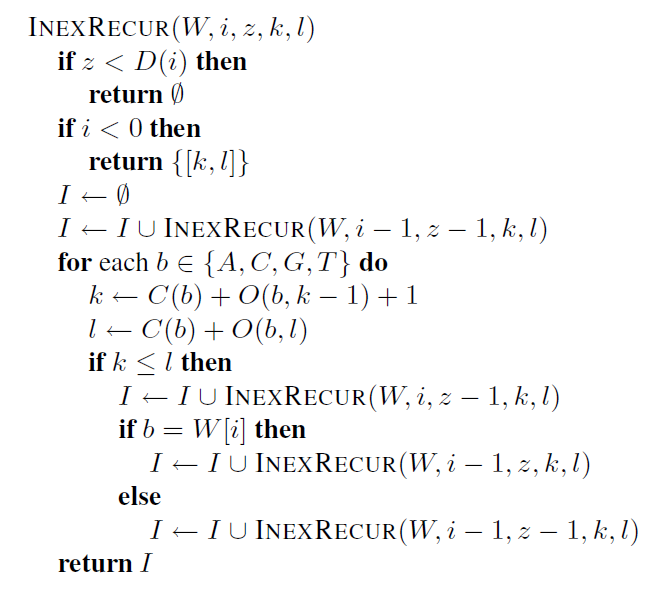 INEXRECUR(W, i, z, k, l)
if z < D(i) then
return ∅
if i < 0 then
return {[k, l]}
I ← ∅
I ← I ∪ INEXRECUR(W, i − 1, z − 1, k, l)
for each b ∈ {A, C, G, T} do
k ← C(b) + O(b, k − 1) + 1
l ← C(b) + O(b, l)
if k ≤ l then
I ← I ∪ INEXRECUR(W, i, z − 1, k, l)
if b = W[i] then
I ← I ∪ INEXRECUR(W, i − 1, z, k, l)
else
I ← I ∪ INEXRECUR(W, i − 1, z − 1, k, l)
return I